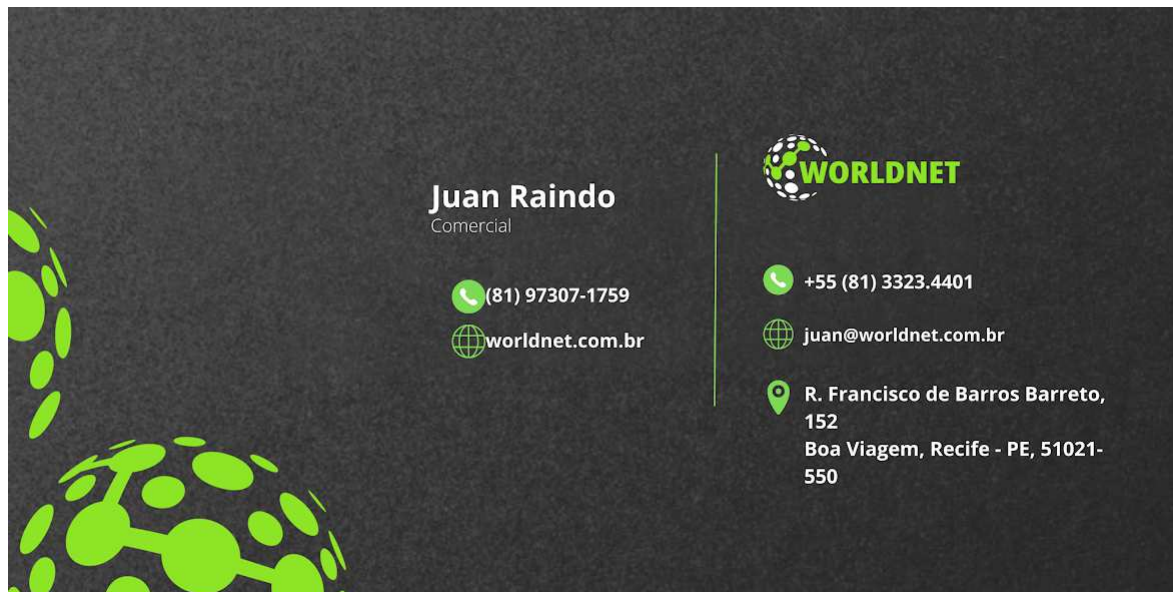 Juan Raindo
Comercial
(81) 97307-1759
worldnet.com.br
WORLDNET
+55 (81) 3323.4401
juan@worldnet.com.br
R. Francisco de Barros Barreto,
152
Boa Viagem, Recife - PE, 51021-
550